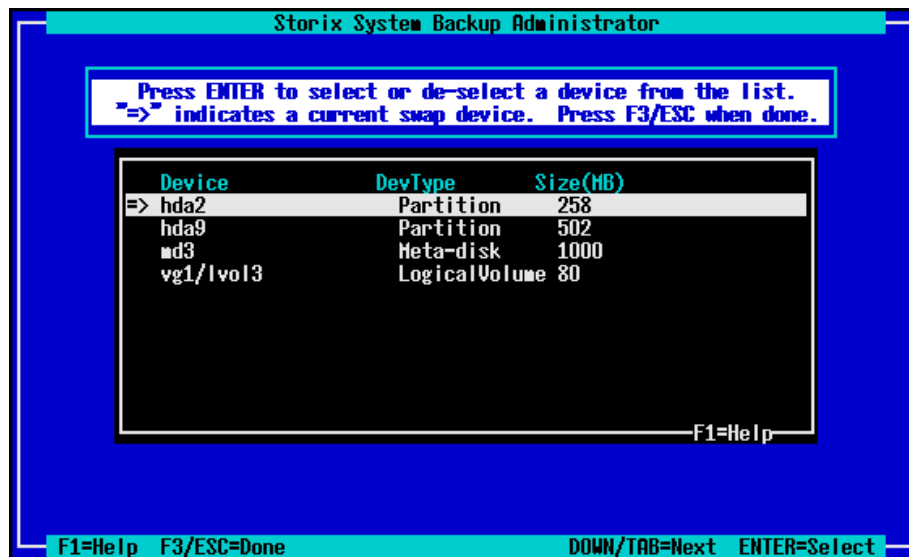 Storix System Backup Administrator
Press ENTER to select or de-select a device from the list.
"=>" indicates a current swap device.  Press F3/ESC when done.
Device DevType Size(MB)
=> hda2 Partition 258
hda9 Partition 502
md3 Meta-disk 1000
vg1/lvol3 LogicalVolume 80
F1=Help
F1=Help F3/ESC=Done DOWN/TAB=Next ENTER=Select